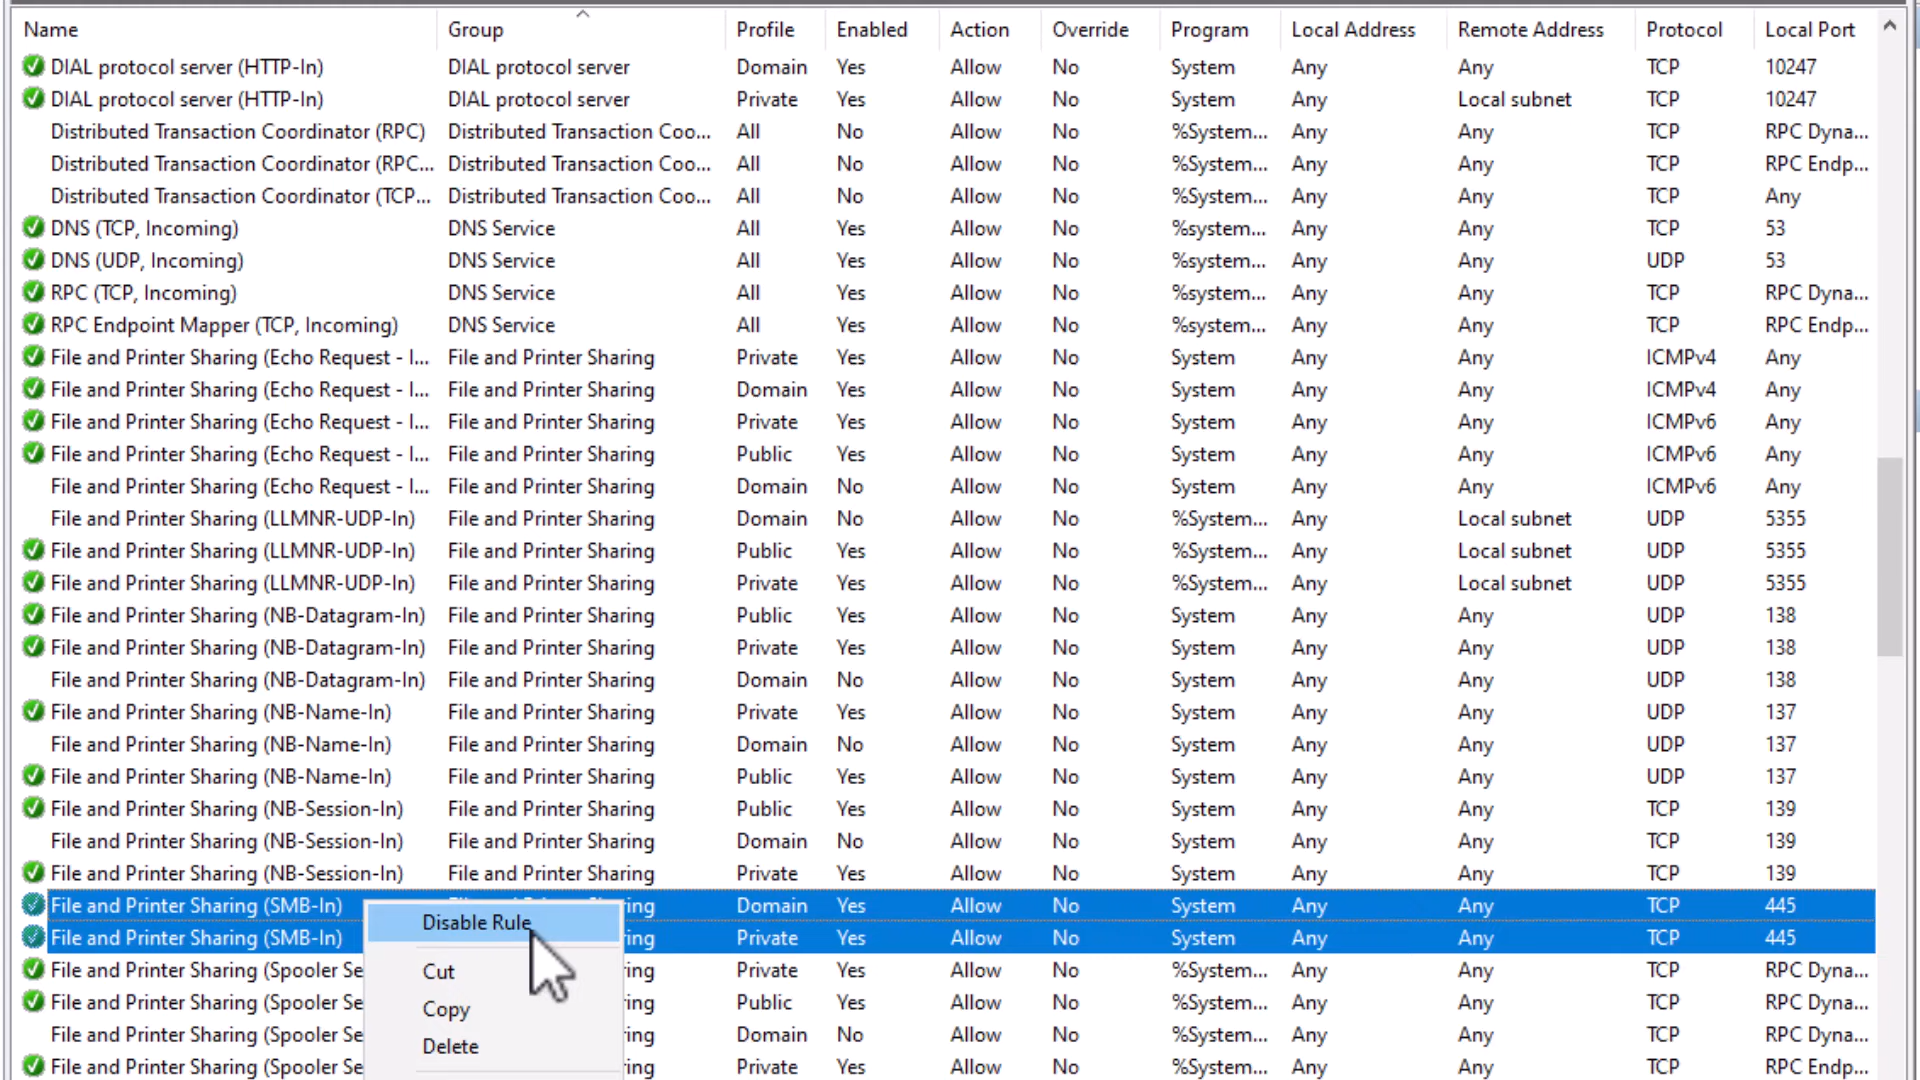 Name Group Profile Enabled Action Override Program Local Address Remote Address Protocol Local Port
DIAL protocol server (HTTP-In) DIAL protocol server Domain Yes Allow No System Any Any TCP 10247
DIAL protocol server (HTTP-In) DIAL protocol server Private Yes Allow No System Any Local subnet TCP 10247
Distributed Transaction Coordinator (RPC) Distributed Transaction Coo... All No Allow No %System... Any Any TCP RPC Dyna...
Distributed Transaction Coordinator (RPC... Distributed Transaction Coo... All No Allow No %System... Any Any TCP RPC Endp...
Distributed Transaction Coordinator (TCP... Distributed Transaction Coo... All No Allow No %System... Any Any TCP Any
DNS (TCP, Incoming) DNS Service All Yes Allow No %system... Any Any TCP 53
DNS (UDP, Incoming) DNS Service All Yes Allow No %system... Any Any UDP 53
RPC (TCP, Incoming) DNS Service All Yes Allow No %system... Any Any TCP RPC Dyna...
RPC Endpoint Mapper (TCP, Incoming) DNS Service All Yes Allow No %system... Any Any TCP RPC Endp...
File and Printer Sharing (Echo Request - I... File and Printer Sharing Private Yes Allow No System Any Any ICMPv4 Any
File and Printer Sharing (Echo Request - I... File and Printer Sharing Domain Yes Allow No System Any Any ICMPv4 Any
File and Printer Sharing (Echo Request - I... File and Printer Sharing Private Yes Allow No System Any Any ICMPv6 Any
File and Printer Sharing (Echo Request - I... File and Printer Sharing Public Yes Allow No System Any Any ICMPv6 Any
File and Printer Sharing (Echo Request - I... File and Printer Sharing Domain No Allow No System Any Any ICMPv6 Any
File and Printer Sharing (LLMNR-UDP-In) File and Printer Sharing Domain No Allow No %System... Any Local subnet UDP 5355
File and Printer Sharing (LLMNR-UDP-In) File and Printer Sharing Public Yes Allow No %System... Any Local subnet UDP 5355
File and Printer Sharing (LLMNR-UDP-In) File and Printer Sharing Private Yes Allow No %System... Any Local subnet UDP 5355
File and Printer Sharing (NB-Datagram-In) File and Printer Sharing Public Yes Allow No System Any Any UDP 138
File and Printer Sharing (NB-Datagram-In) File and Printer Sharing Private Yes Allow No System Any Any UDP 138
File and Printer Sharing (NB-Datagram-In) File and Printer Sharing Domain No Allow No System Any Any UDP 138
File and Printer Sharing (NB-Name-In) File and Printer Sharing Private Yes Allow No System Any Any UDP 137
File and Printer Sharing (NB-Name-In) File and Printer Sharing Domain No Allow No System Any Any UDP 137
File and Printer Sharing (NB-Name-In) File and Printer Sharing Public Yes Allow No System Any Any UDP 137
File and Printer Sharing (NB-Session-In) File and Printer Sharing Public Yes Allow No System Any Any TCP 139
File and Printer Sharing (NB-Session-In) File and Printer Sharing Domain No Allow No System Any Any TCP 139
File and Printer Sharing (NB-Session-In) File and Printer Sharing Private Yes Allow No System Any Any TCP 139
File and Printer Sharing (SMB-In) ing Domain Yes Allow No System Any Any TCP 445
Disable Rule
File and Printer Sharing (SMB-In) ring Private Yes Allow No System Any Any TCP 445
File and Printer Sharing (Spooler Se Cut ring Private Yes Allow No %System... Any Any TCP RPC Dyna...
File and Printer Sharing (Spooler Se Copy ring Public Yes Allow No %System... Any Any TCP RPC Dyna...
File and Printer Sharing (Spooler Se Delete ring Domain No Allow No %System... Any Any TCP RPC Dyna...
File and Printer Sharing (Spooler Se ring Private Yes Allow No %System... Any Any TCP RPC Endp...